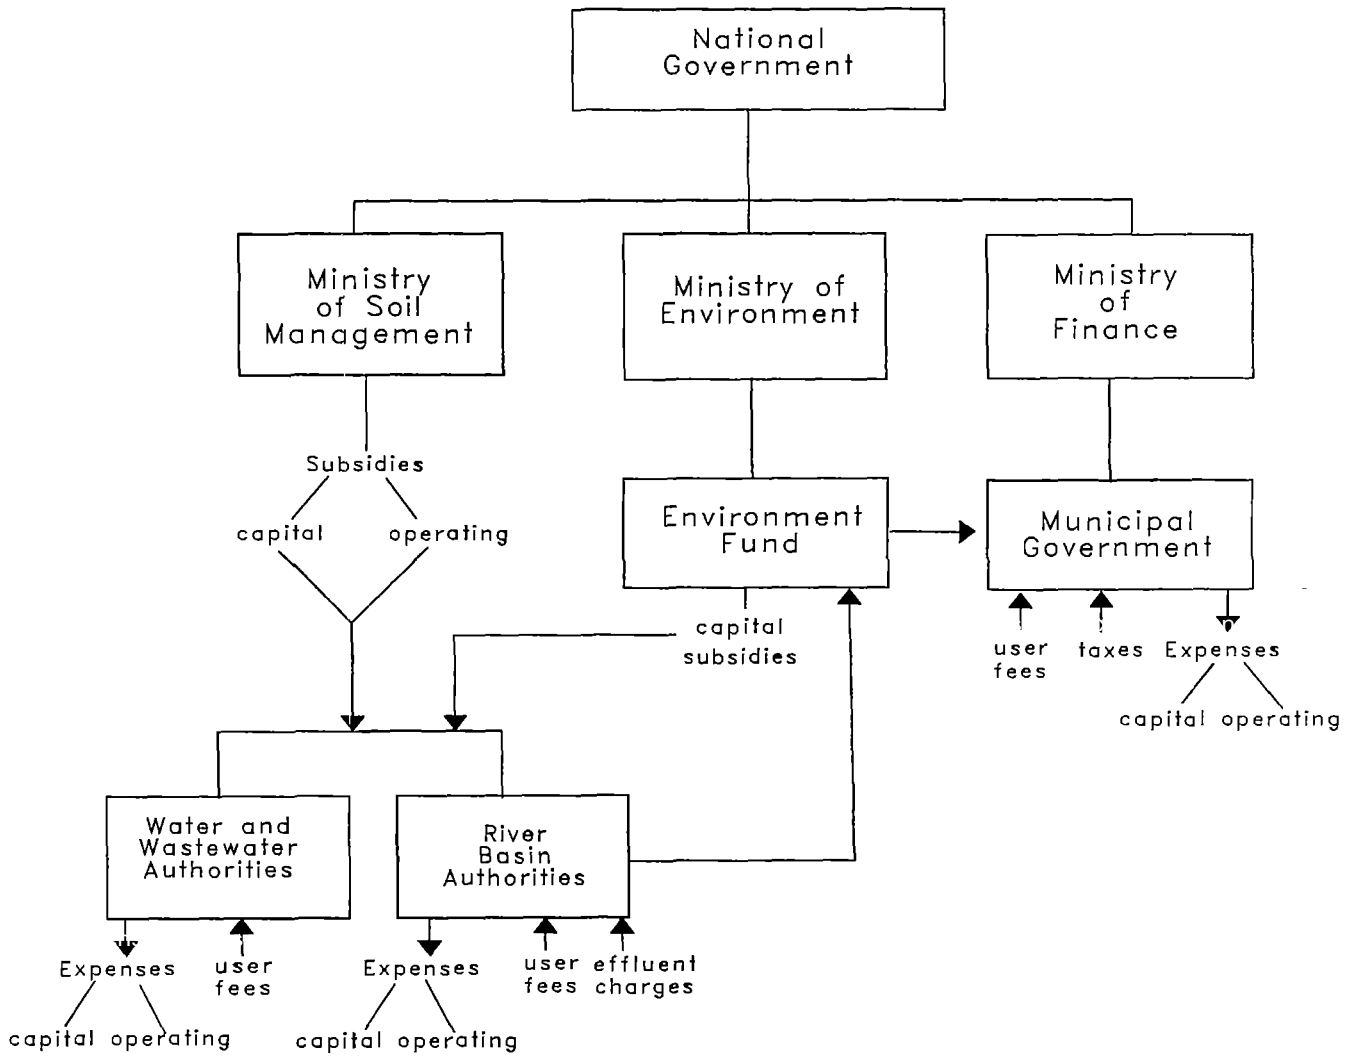 National
Government
Ministry
of Soil
Management
Ministry of
Environment
Ministry
of
Finance
Subsidies
capital operating
Environment
Fund
Municipal
Government
capital
subsidies
user
fees
taxes
Expenses
capital operating
Water and
Wastewater
Authorities
River
Basin
Authorities
Expenses
capital operating
user
fees
Expenses
capital operating
user
fees
effluent
charges